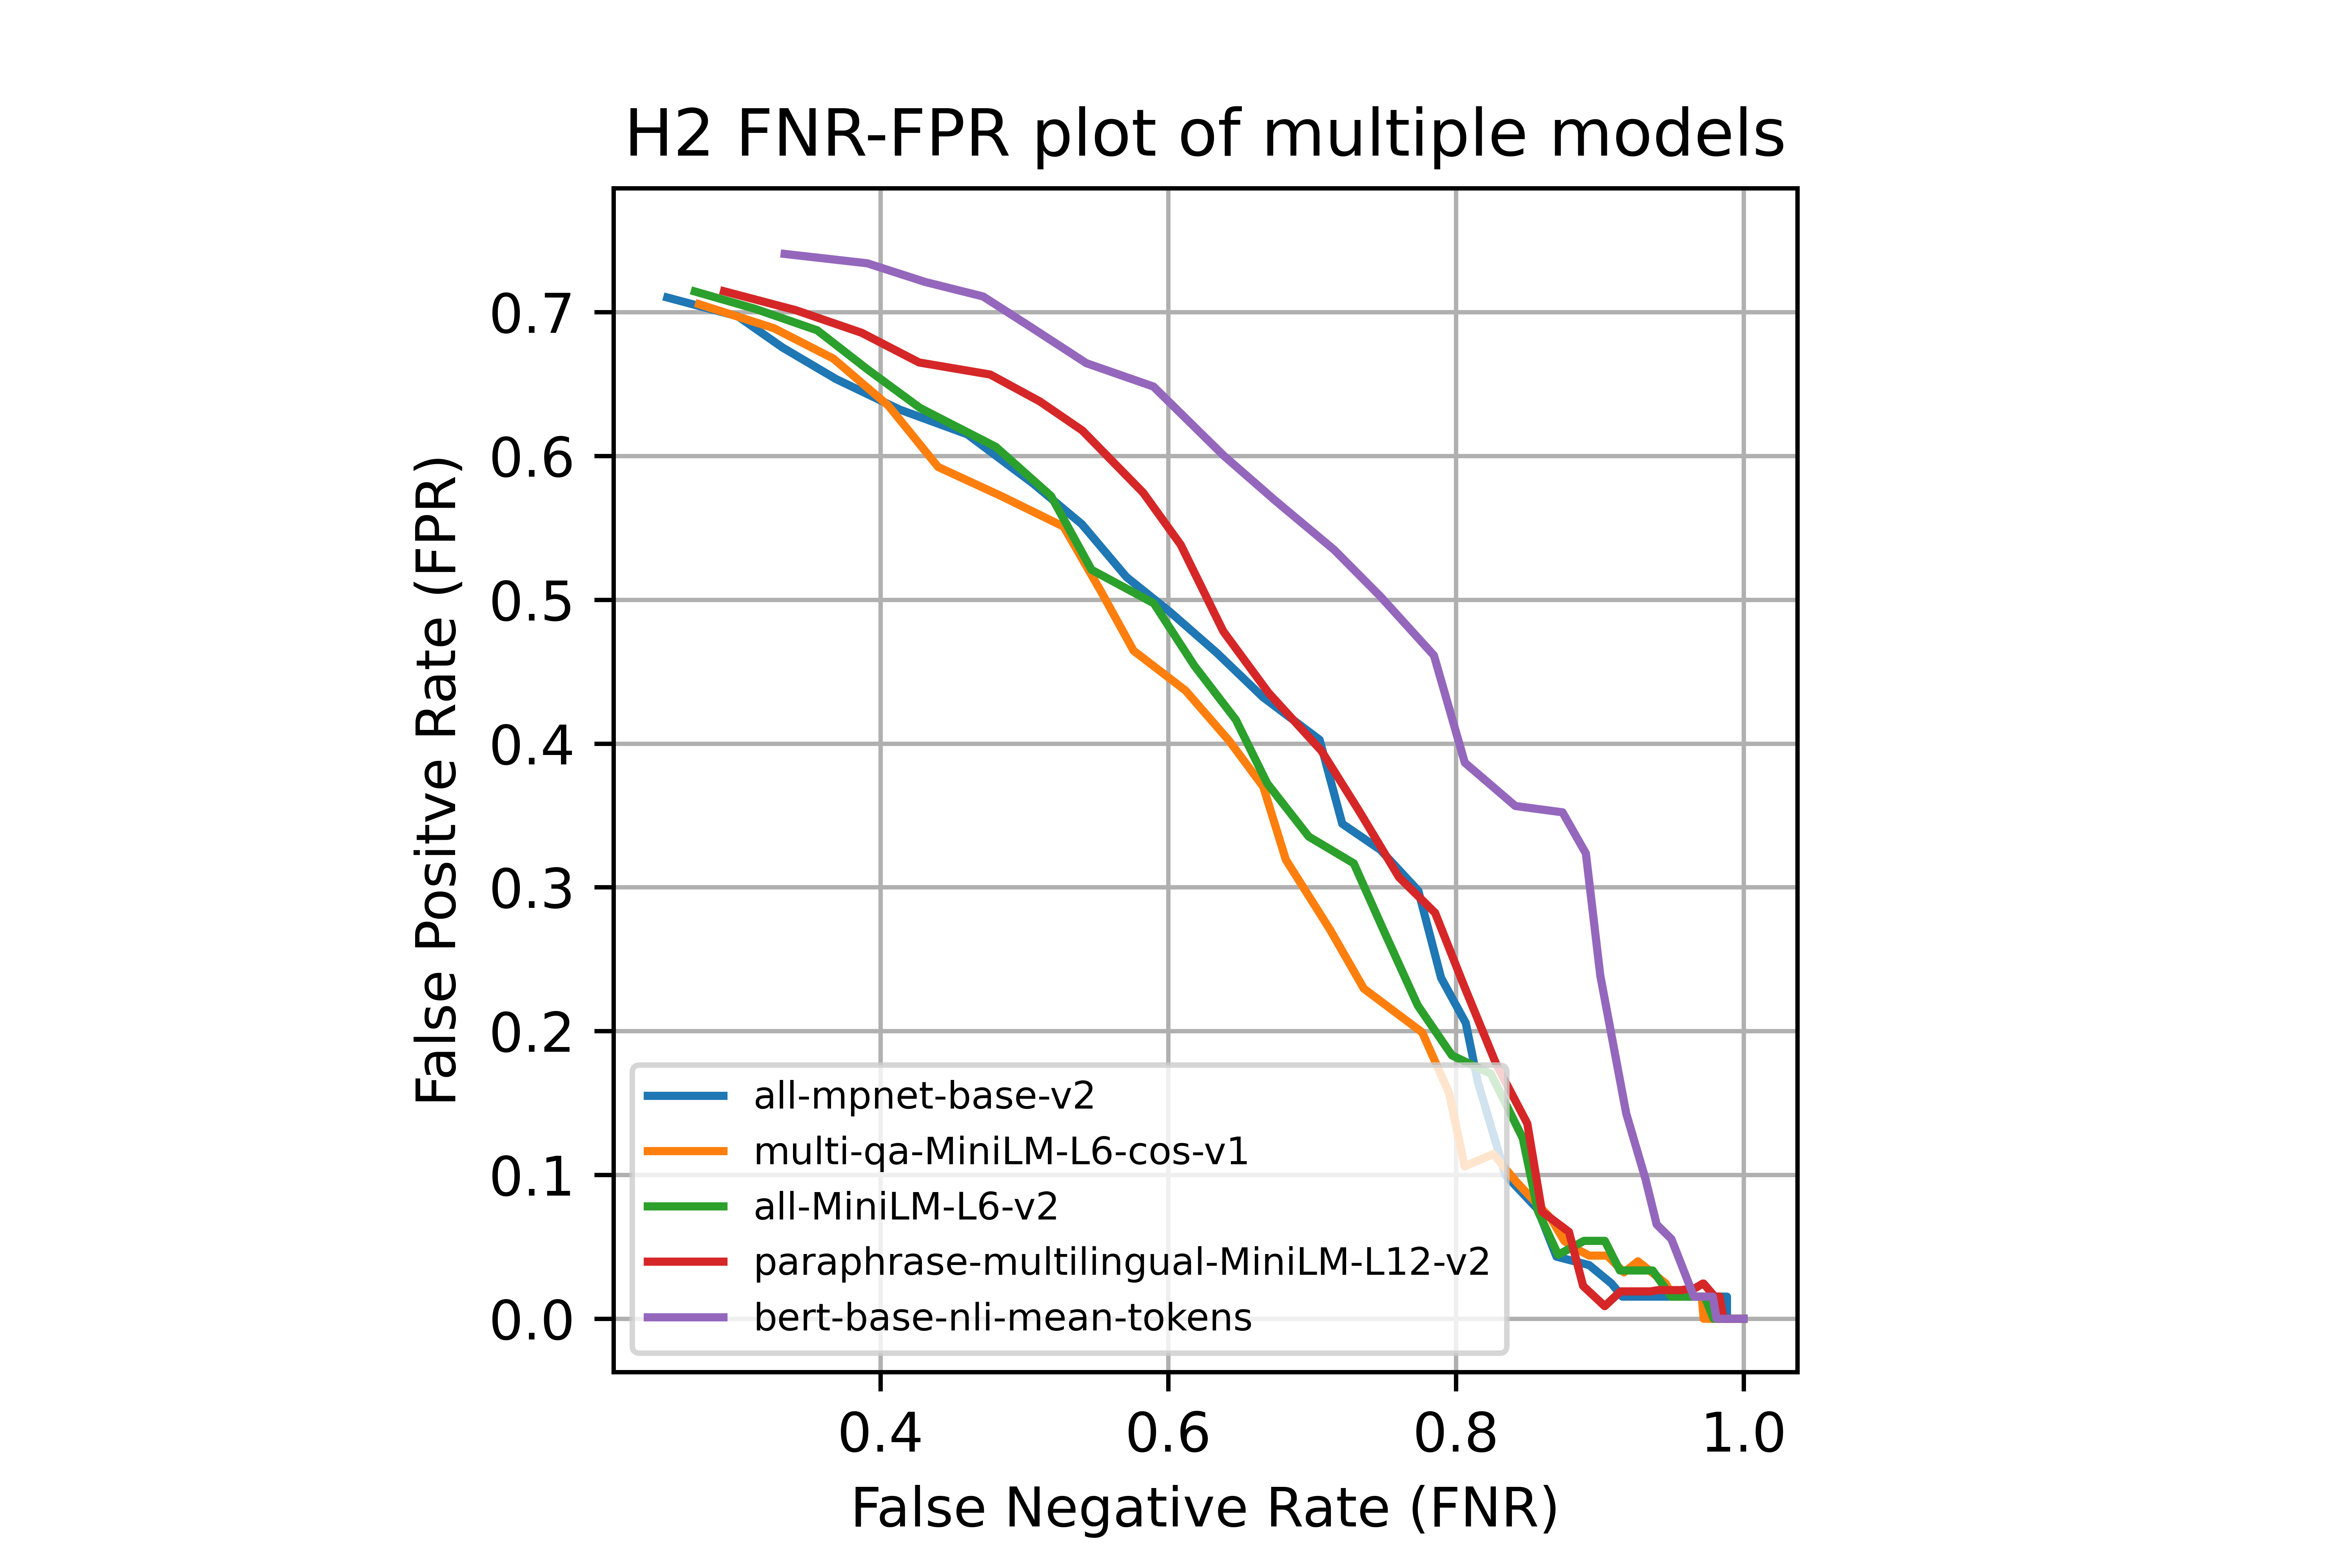 H2 FNR-FPR plot of multiple models
False Positve Rate (FPR)
0.7
0.6
0.5
0.4
0.3
0.2
0.1
0.0
all-mpnet-base-v2
multi-qa-MiniLM-L6-cos-v1
all-MiniLM-L6-v2
paraphrase-multilingual-MiniLM-L12-v2
bert-base-nli-mean-tokens
0.4 0.6 0.8 1.0
False Negative Rate (FNR)